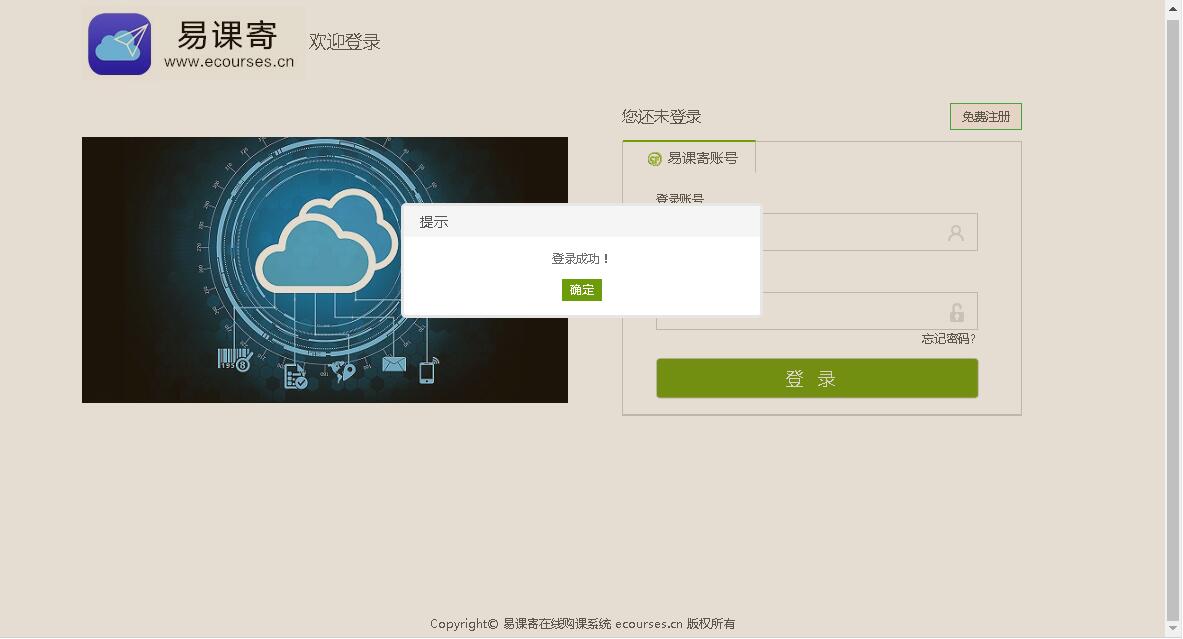 易课寄
www.ecourses.cn
欢迎登录
您还未登录
免费注册
易课寄账号
登录账号
提示
登录成功！
确定
忘记密码?
登 录
Copyright© 易课寄在线购课系统 ecourses.cn 版权所有